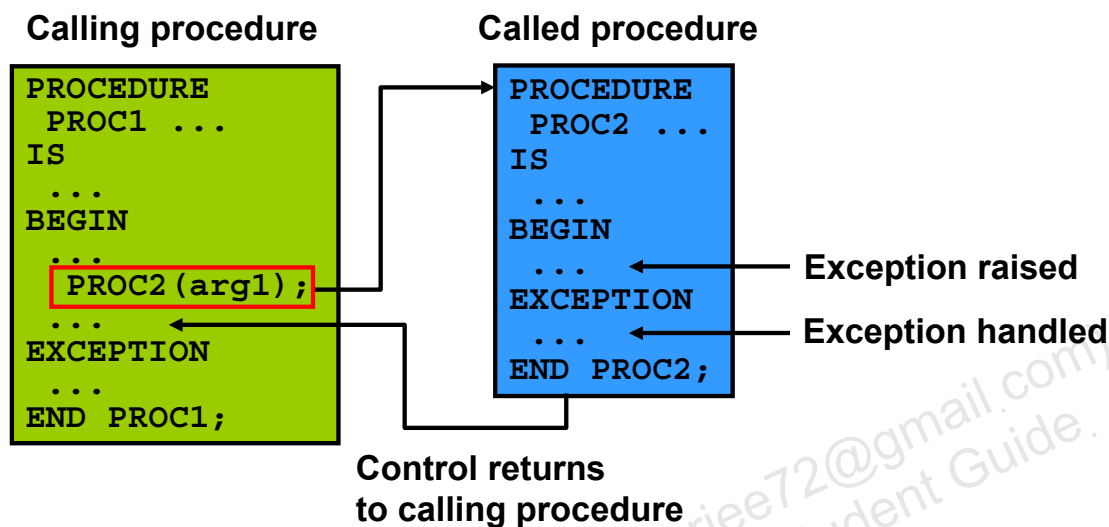 Calling procedure
PROCEDURE
PROC1 ...
IS
...
BEGIN
...
PROC2(arg1);
...
EXCEPTION
...
END PROC1;
Called procedure
PROCEDURE
PROC2 ...
IS
...
BEGIN
...
EXCEPTION
...
END PROC2;
Exception raised
Exception handled
Control returns
to calling procedure